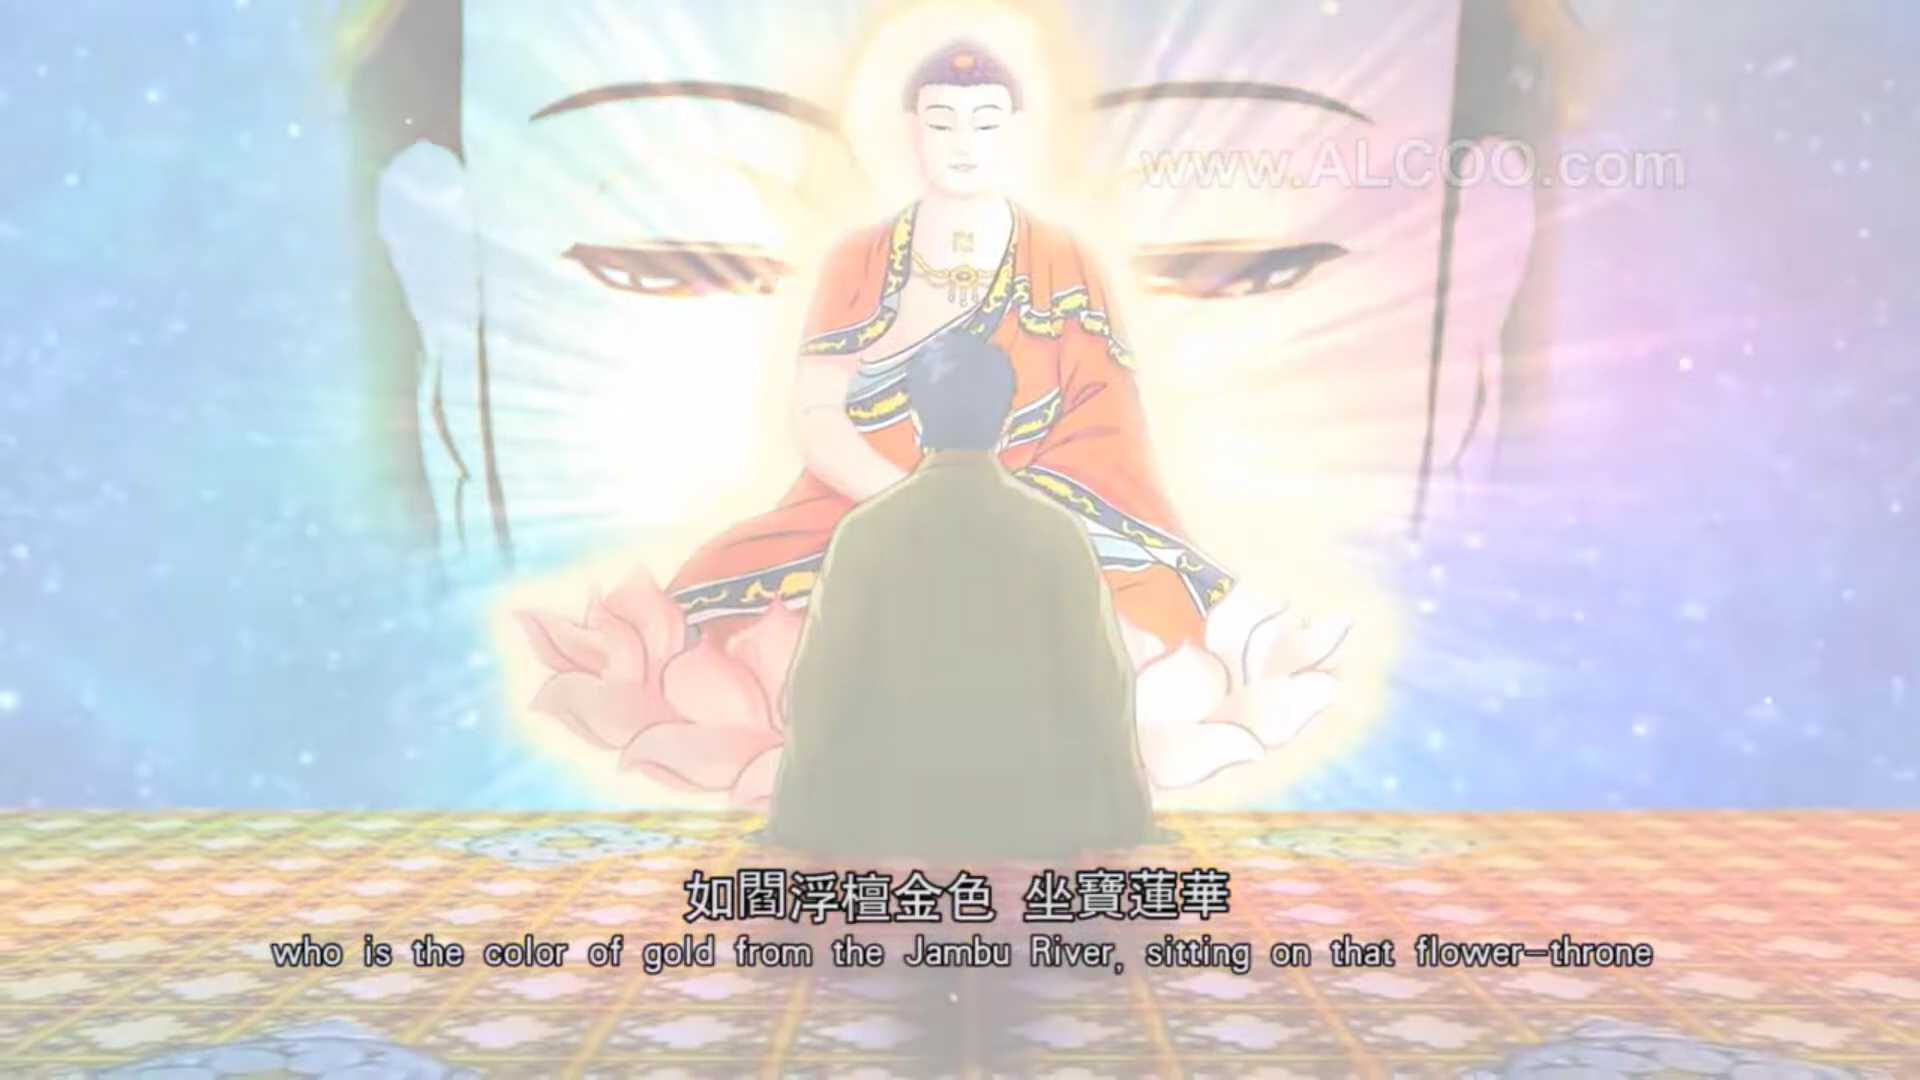 www.ALCOO.com
如閻浮檀金色 坐寶蓮華
who is the color of gold from the Jambu River, sitting on that flower-throne